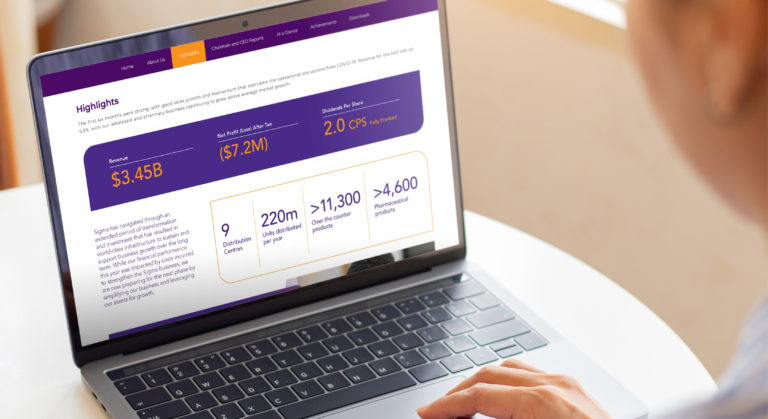 Home About Us Highlights Chairman and CEO Reports At a Glance Achievements Downloads
Highlights
The first six months were strong, with good sales growth and momentum that overcame the operational disruptions from COVID-19. Revenue for the half was up
5.5%, with our wholesale and pharmacy business continuing to grow above average market growth.
Revenue
$3.45B
Net Profit (Loss) After Tax
($7.2M)
Dividends Per Share
2.0 CPS Fully Franked
Sigma has navigated through an
extended period of transformation
and investment that has resulted in
world-class infrastructure to sustain and
support business growth over the long
term. While our financial performance
this year was impacted by costs incurred
to strengthen the Sigma business, we
are now preparing for the next phase by
simplifying our business and leveraging
our assets for growth.
9
Distribution
Centres
220m
Units distributed
per year
>11,300
Over the counter
products
>4,600
Pharmaceutical
products